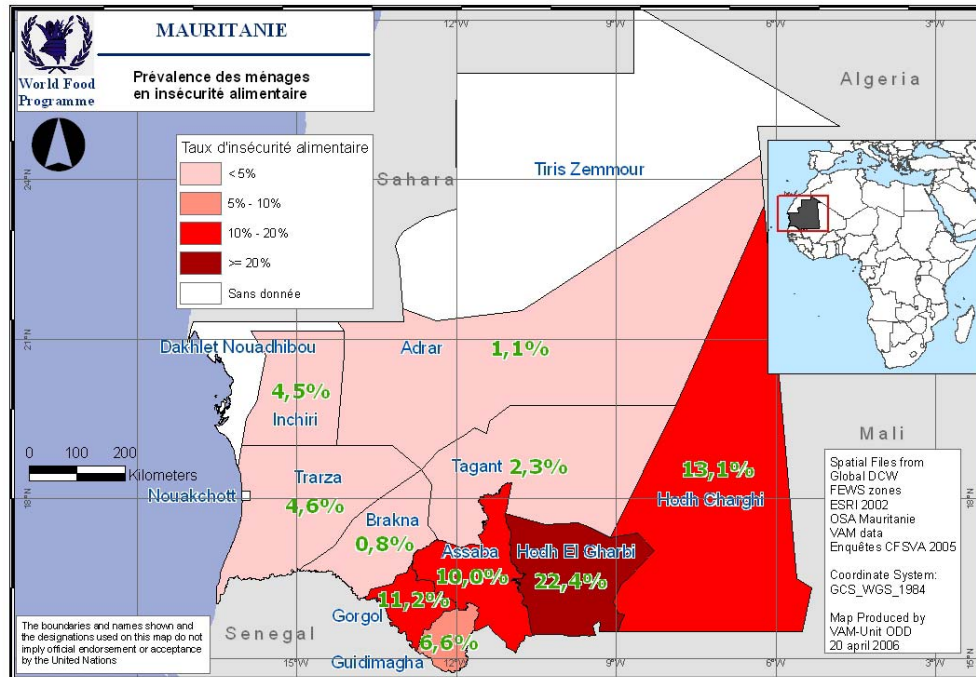 MAURITANIE
World Food
Programme
Prévalence des ménages
en insécurité alimentaire
Taux d'insécurité alimentaire
<5%
5% - 10%
10% - 20%
>= 20%
Sans donnée
12°W
9°W
6°W
3°W
Algeria
Sahara
24°N
Tiris Zemmour
21°N
Dakhlet Nouadhibou
Adrar
1,1%
4,5%
Inchiri
0 50 100 200
Kilometers
Nouakchott
Trarza
4,6%
Tagant
2,3%
13,1%
Hodh Charghi
Mali
18°N
18°N
Brakna
0,8%
Assaba
10,0%
Hodh El Gharbi
22,4%
11,2%
Gorgol
6,6%
Guidimagha
Senegal
Spatial Files from
Global DCW
FEWS zones
ESRI 2002
OSA Mauritanie
VAM data
Enquêtes CFSVA 2005
Coordinate System:
GCS_WGS_1984
Map Produced by
VAM-Unit ODD
20 april 2006
The boundaries and names shown and
the designations used on this map do not
imply official endorsement or acceptance
by the United Nations
15°W
12°W
9°W
6°W
3°W